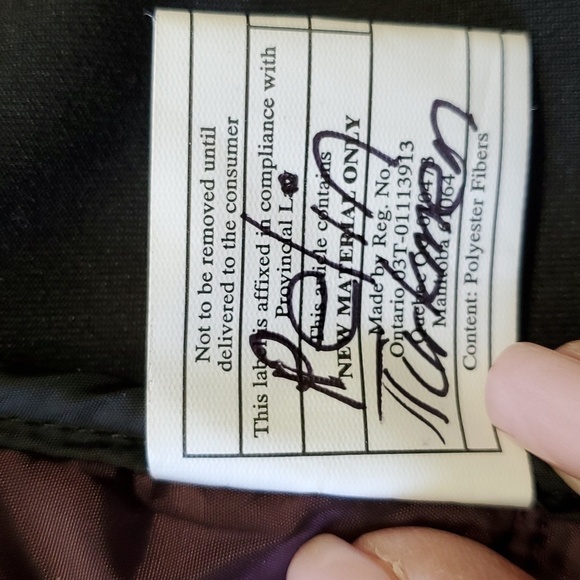 Not to be removed until
delivered to the consumer
This label is affixed in compliance with
Provincial Law
This article contains
NEW MATERIAL ONLY
Made by Reg. No.
Ontario 03T-01113913
Manitoba
Content: Polyester Fibers